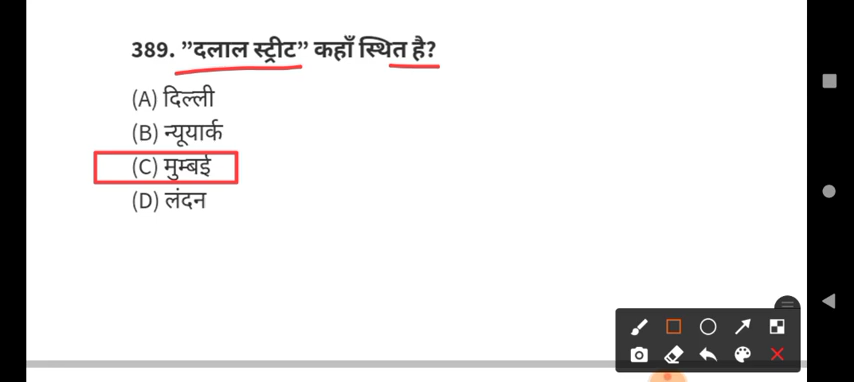 389. ”दलाल स्ट्रीट” कहाँ स्थित है?
(A) दिल्ली
(B) न्यूयार्क
(C) मुम्बई
(D) लंदन